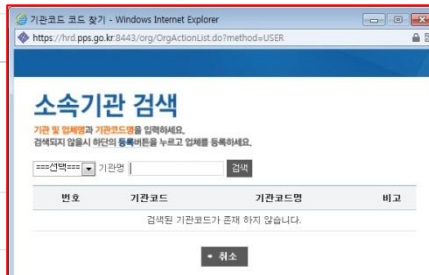 기관코드 코드 찾기 - Windows Internet Explorer
https://hrd.pps.go.kr:8443/org/OrgActionList.do?method=USER
소속기관 검색
기관 및 업체명과 기관코드명을 입력하세요.
검색되지 않을시 하단의 등록버튼을 누르고 업체를 등록하세요.
===선택=== 기관명 검색
번호 기관코드 기관코드명 비고
검색된 기관코드가 존재 하지 않습니다.
취소